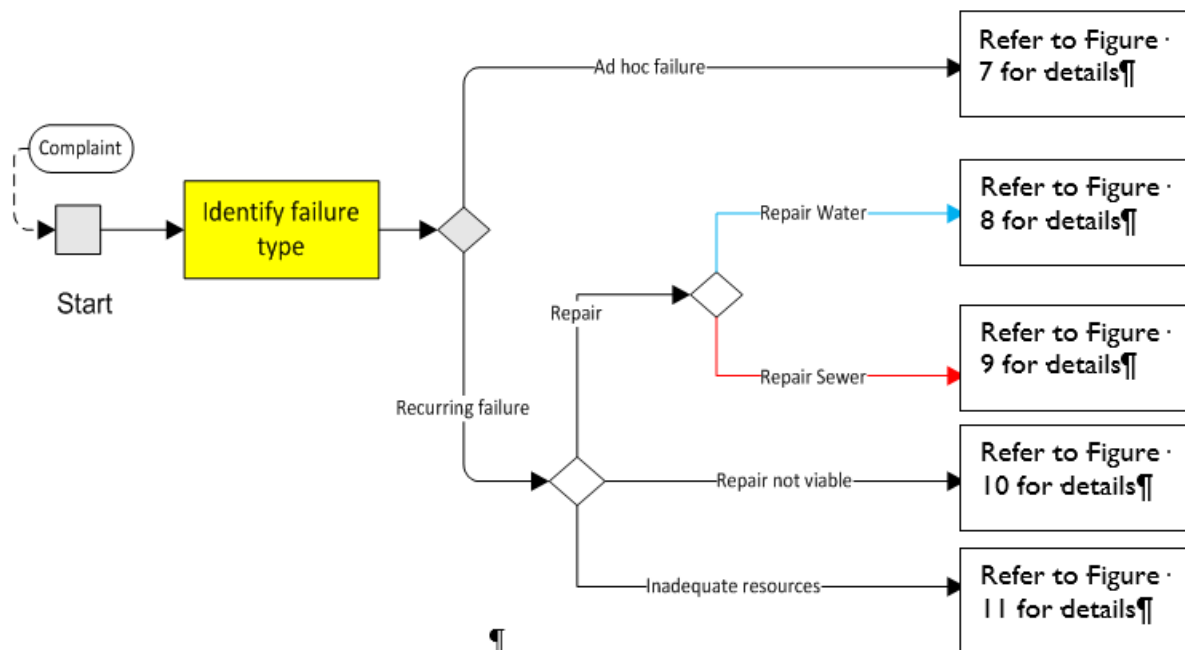 Complaint
Start
Identify failure
type
Ad hoc failure
Recurring failure
Repair
Repair Water
Repair Sewer
Repair not viable
Inadequate resources
Refer to Figure ·
7 for details¶
Refer to Figure ·
8 for details¶
Refer to Figure ·
9 for details¶
Refer to Figure ·
10 for details¶
Refer to Figure ·
11 for details¶
¶